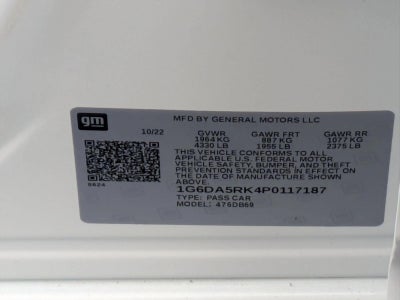 gm
MFD BY GENERAL MOTORS LLC
10/22
GVWR GAWR FRT GAWR RR
1964 KG 887 KG 1077 KG
4330 LB 1955 LB 2375 LB
THIS VEHICLE CONFORMS TO ALL
APPLICABLE U.S. FEDERAL MOTOR
VEHICLE SAFETY, BUMPER, AND THEFT
PREVENTION STANDARDS IN EFFECT ON
THE DATE OF MANUFACTURE SHOWN
ABOVE.
1G6DA5RK4P0117187
TYPE: PASS CAR
MODEL: 476DB69